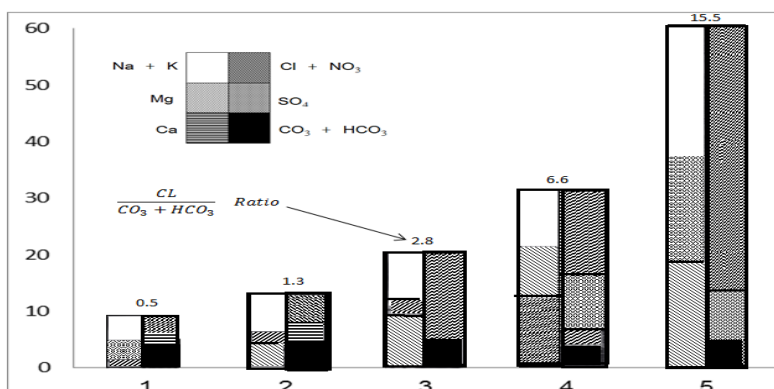 60
50
40
30
20
10
0
Na + K
Cl + NO₃
Mg
SO₄
Ca
CO₃ + HCO₃
CL
CO₃ + HCO₃ Ratio
0.5
1.3
2.8
6.6
15.5
1 2 3 4 5